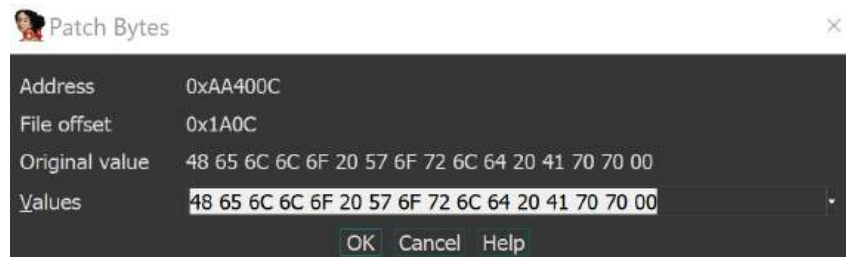 Patch Bytes
Address 0xAA400C
File offset 0x1A0C
Original value 48 65 6C 6C 6F 20 57 6F 72 6C 64 20 41 70 70 00
Values 48 65 6C 6C 6F 20 57 6F 72 6C 64 20 41 70 70 00
OK Cancel Help